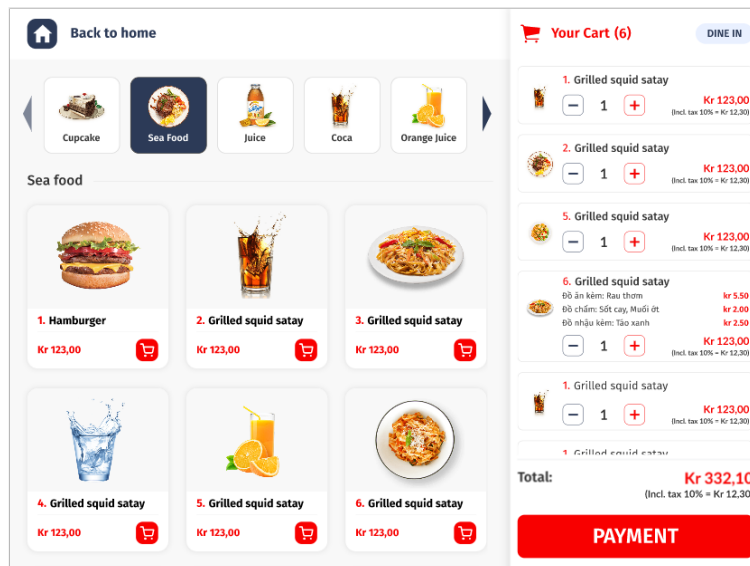 Back to home
Cupcake
Sea Food
Juice
Coca
Orange Juice
Sea food
1. Hamburger
Kr 123,00
2. Grilled squid satay
Kr 123,00
3. Grilled squid satay
Kr 123,00
4. Grilled squid satay
Kr 123,00
5. Grilled squid satay
Kr 123,00
6. Grilled squid satay
Kr 123,00
Your Cart (6)
DINE IN
1. Grilled squid satay
1
Kr 123,00
(Incl. tax 10% = Kr 12,30)
2. Grilled squid satay
1
Kr 123,00
(Incl. tax 10% = Kr 12,30)
5. Grilled squid satay
1
Kr 123,00
(Incl. tax 10% = Kr 12,30)
6. Grilled squid satay
Đồ ăn kèm: Rau thơm kr 5.50
Đồ chấm: Sốt cay, Muối ớt kr 2.00
Đồ nhậu kèm: Táo xanh kr 2.50
1
Kr 123,00
(Incl. tax 10% = Kr 12,30)
1. Grilled squid satay
1
Kr 123,00
(Incl. tax 10% = Kr 12,30)
1. Grilled squid satay
Total: Kr 332,10
(Incl. tax 10% = Kr 12,30
PAYMENT